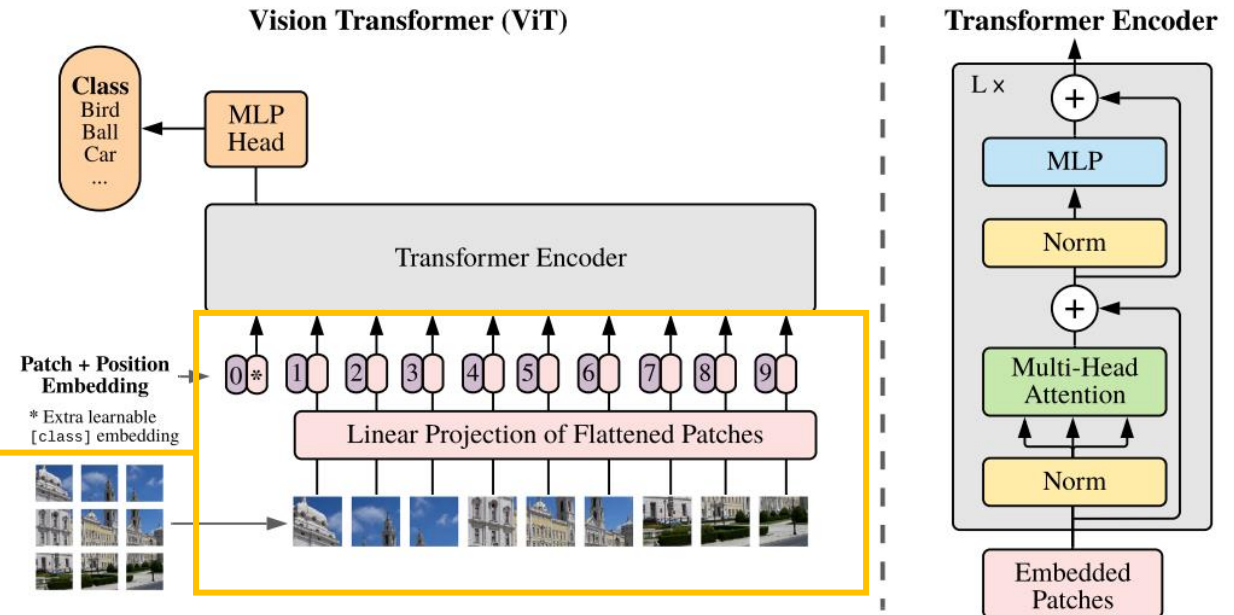 Vision Transformer (ViT)
Class
Bird
Ball
Car
...
MLP
Head
Transformer Encoder
Patch + Position
Embedding
* Extra learnable
[class] embedding
0 * 1 2 3 4 5 6 7 8 9
Linear Projection of Flattened Patches
Transformer Encoder
L x
+
MLP
Norm
+
Multi-Head
Attention
Norm
Embedded
Patches